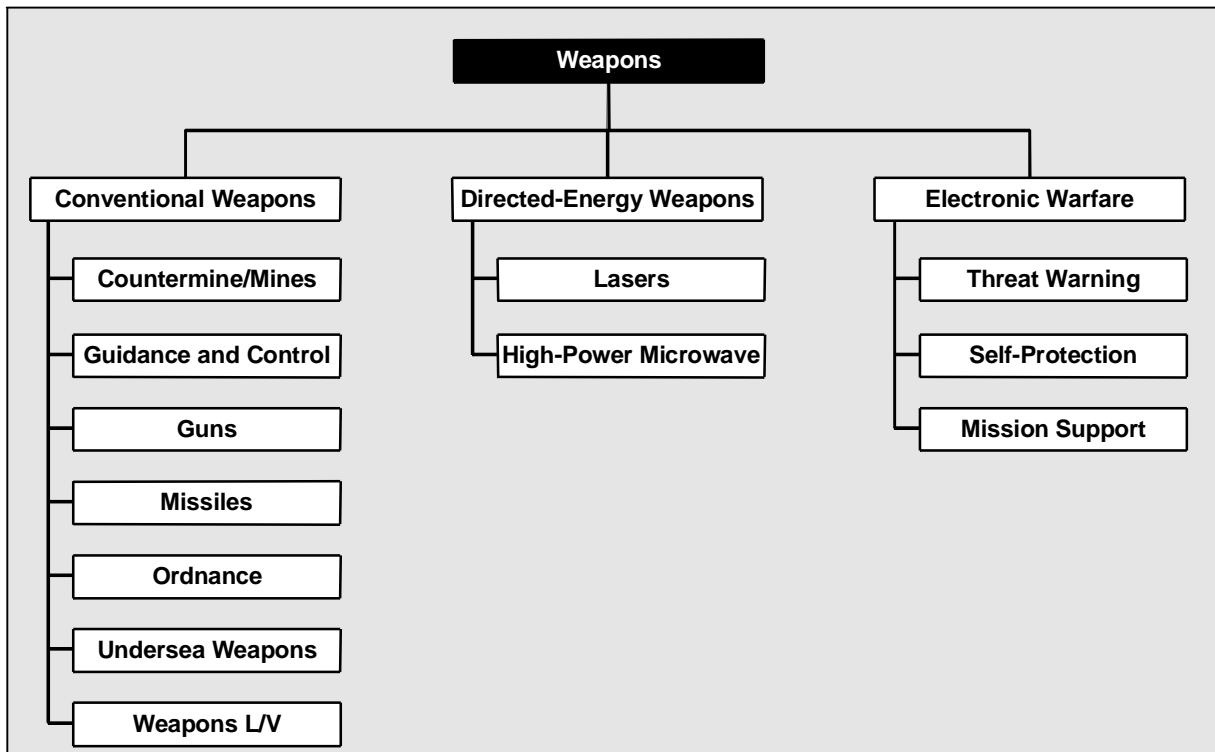 Weapons
Conventional Weapons
Countermine/Mines
Guidance and Control
Guns
Missiles
Ordnance
Undersea Weapons
Weapons L/V
Directed-Energy Weapons
Lasers
High-Power Microwave
Electronic Warfare
Threat Warning
Self-Protection
Mission Support